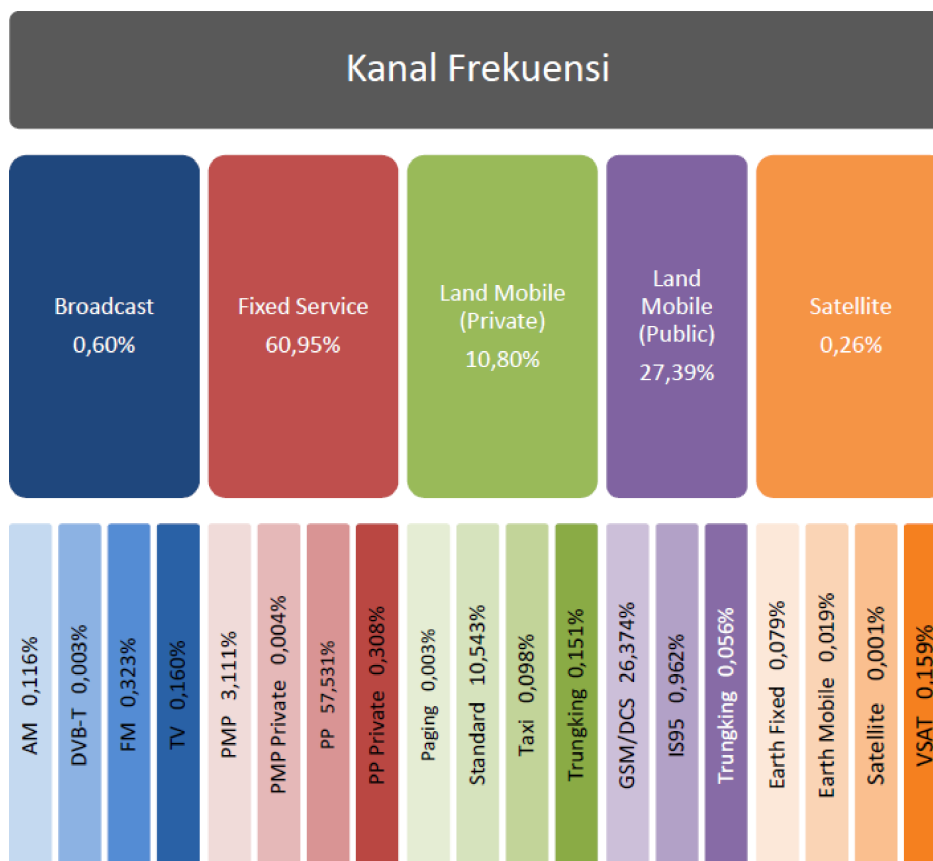 Kanal Frekuensi
Broadcast
0,60%
Fixed Service
60,95%
Land Mobile
(Private)
10,80%
Land
Mobile
(Public)
27,39%
Satellite
0,26%
AM 0,116%
DVB-T 0,003%
FM 0,323%
TV 0,160%
PMP 3,111%
PMP Private 0,004%
PP 57,531%
PP Private 0,308%
Paging 0,003%
Standard 10,543%
Taxi 0,098%
Trungking 0,151%
GSM/DCS 26,374%
IS95 0,962%
Trungking 0,056%
Earth Fixed 0,079%
Earth Mobile 0,019%
Satellite 0,001%
VSAT 0,159%